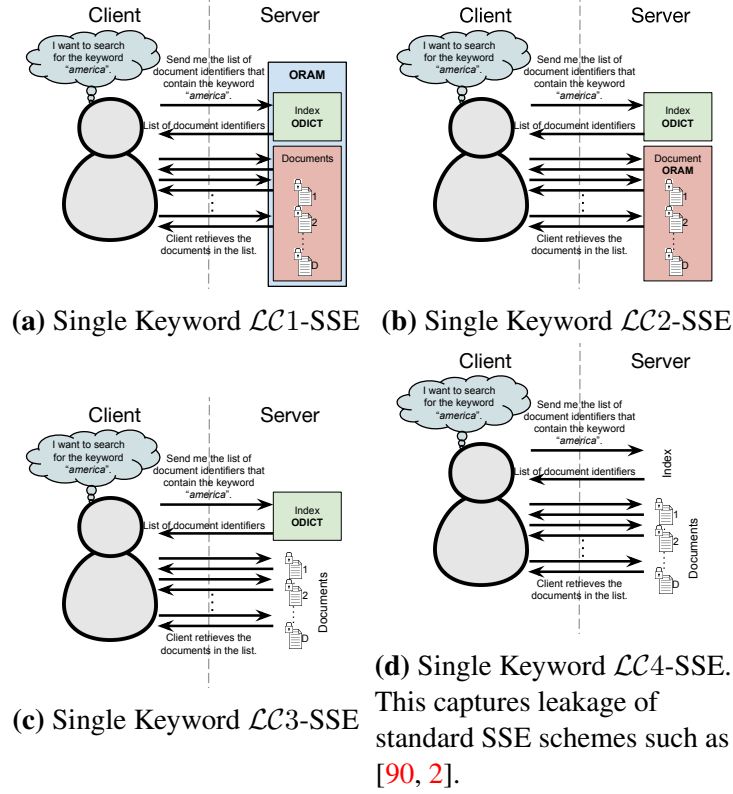 Client
Server
I want to search
for the keyword
"america".
Send me the list of
document identifiers that
contain the keyword
"america".
List of document identifiers
ORAM
Index
ODICT
Documents
1
2
D
Client retrieves the
documents in the list.
(a) Single Keyword LC1-SSE
Client
Server
I want to search
for the keyword
"america".
Send me the list of
document identifiers that
contain the keyword
"america".
List of document identifiers
Index
ODICT
Document
ORAM
1
2
D
Client retrieves the
documents in the list.
(b) Single Keyword LC2-SSE
Client
Server
I want to search
for the keyword
"america".
Send me the list of
document identifiers that
contain the keyword
"america".
List of document identifiers
Index
ODICT
1
2
D
Documents
Client retrieves the
documents in the list.
(c) Single Keyword LC3-SSE
Client
Server
I want to search
for the keyword
"america".
Send me the list of
document identifiers that
contain the keyword
"america".
List of document identifiers
Index
1
2
D
Documents
Client retrieves the
documents in the list.
(d) Single Keyword LC4-SSE.
This captures leakage of
standard SSE schemes such as
[90, 2].